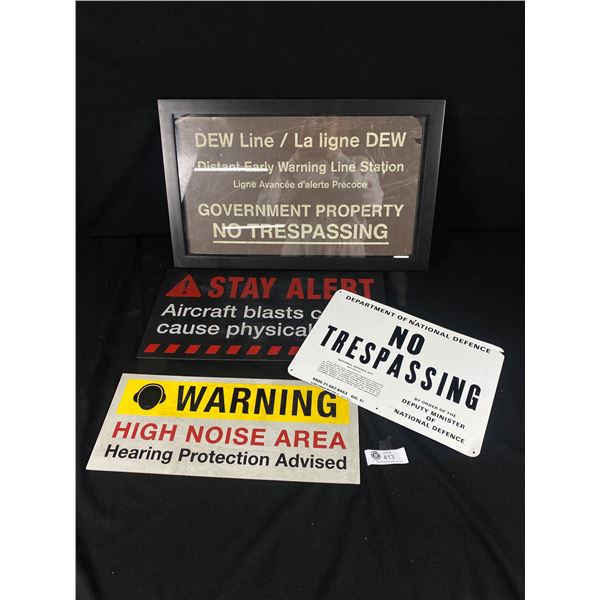 DEW Line / La ligne DEW
Distant Early Warning Line Station
Ligne Avancée d'alerte Précoce
GOVERNMENT PROPERTY
NO TRESPASSING
STAY ALERT
Aircraft blasts
cause physical
DEPARTMENT OF NATIONAL DEFENCE
NO
TRESPASSING
BY ORDER OF THE
DEPUTY MINISTER
OF
NATIONAL DEFENCE
WARNING
HIGH NOISE AREA
Hearing Protection Advised
413